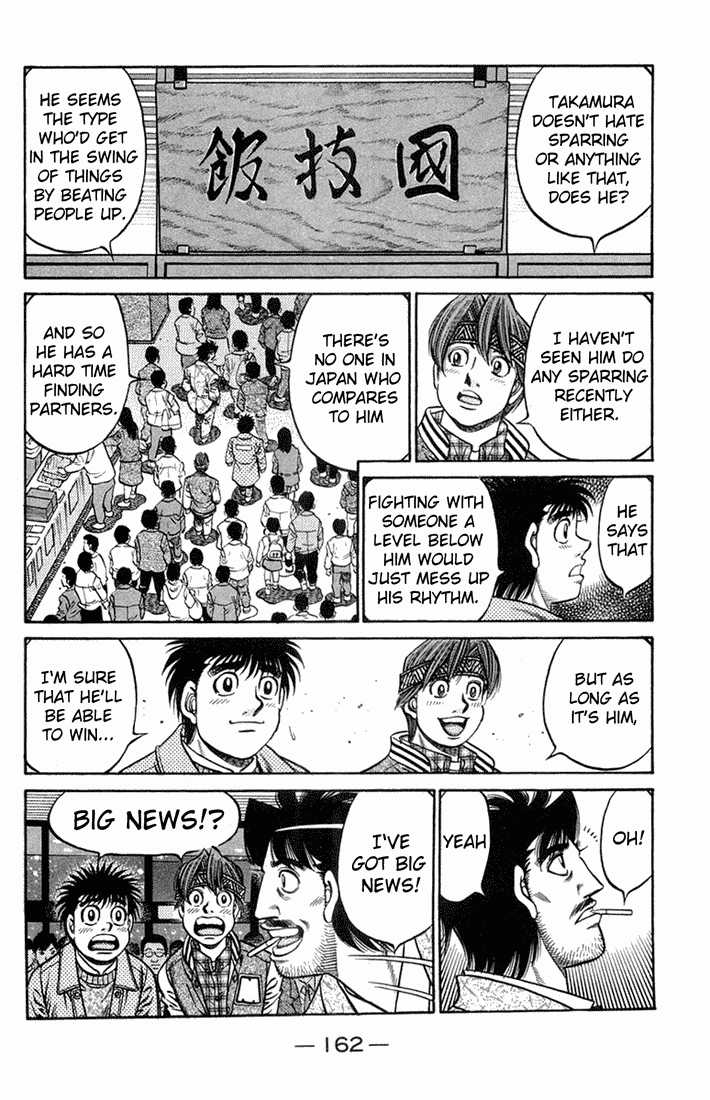 TAKAMURA
DOESN'T HATE
SPARRING
OR ANYTHING
LIKE THAT,
DOES HE?
國技館
HE SEEMS
THE TYPE
WHO'D GET
IN THE SWING
OF THINGS
BY BEATING
PEOPLE UP.
I HAVEN'T
SEEN HIM DO
ANY SPARRING
RECENTLY
EITHER.
THERE'S
NO ONE IN
JAPAN WHO
COMPARES
TO HIM
AND SO
HE HAS A
HARD TIME
FINDING
PARTNERS.
HE
SAYS
THAT
FIGHTING WITH
SOMEONE A
LEVEL BELOW
HIM WOULD
JUST MESS UP
HIS RHYTHM.
BUT AS
LONG AS
IT'S HIM,
I'M SURE
THAT HE'LL
BE ABLE
TO WIN...
OH!
YEAH
I'VE
GOT BIG
NEWS!
BIG NEWS!?
— 162 —